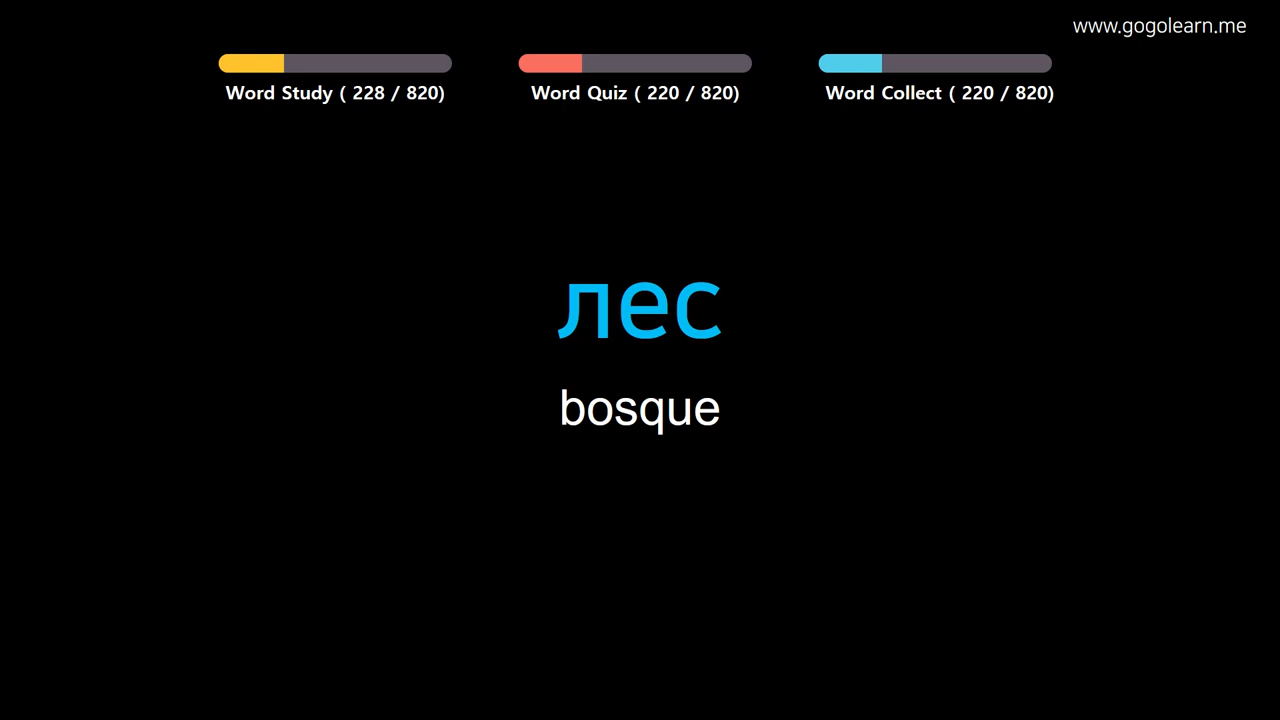 www.gogolearn.me
Word Study ( 228 / 820)
Word Quiz ( 220 / 820)
Word Collect ( 220 / 820)
лес
bosque